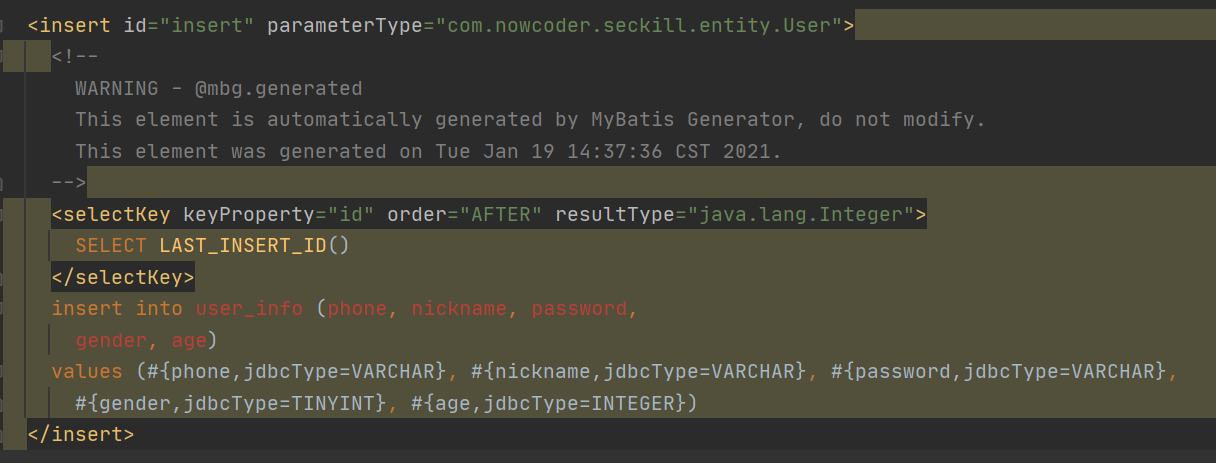 <insert id="insert" parameterType="com.nowcoder.seckill.entity.User">
<!--
WARNING - @mbg.generated
This element is automatically generated by MyBatis Generator, do not modify.
This element was generated on Tue Jan 19 14:37:36 CST 2021.
-->
<selectKey keyProperty="id" order="AFTER" resultType="java.lang.Integer">
SELECT LAST_INSERT_ID()
</selectKey>
insert into user_info (phone, nickname, password,
gender, age)
values (#{phone,jdbcType=VARCHAR}, #{nickname,jdbcType=VARCHAR}, #{password,jdbcType=VARCHAR},
#{gender,jdbcType=TINYINT}, #{age,jdbcType=INTEGER})
</insert>